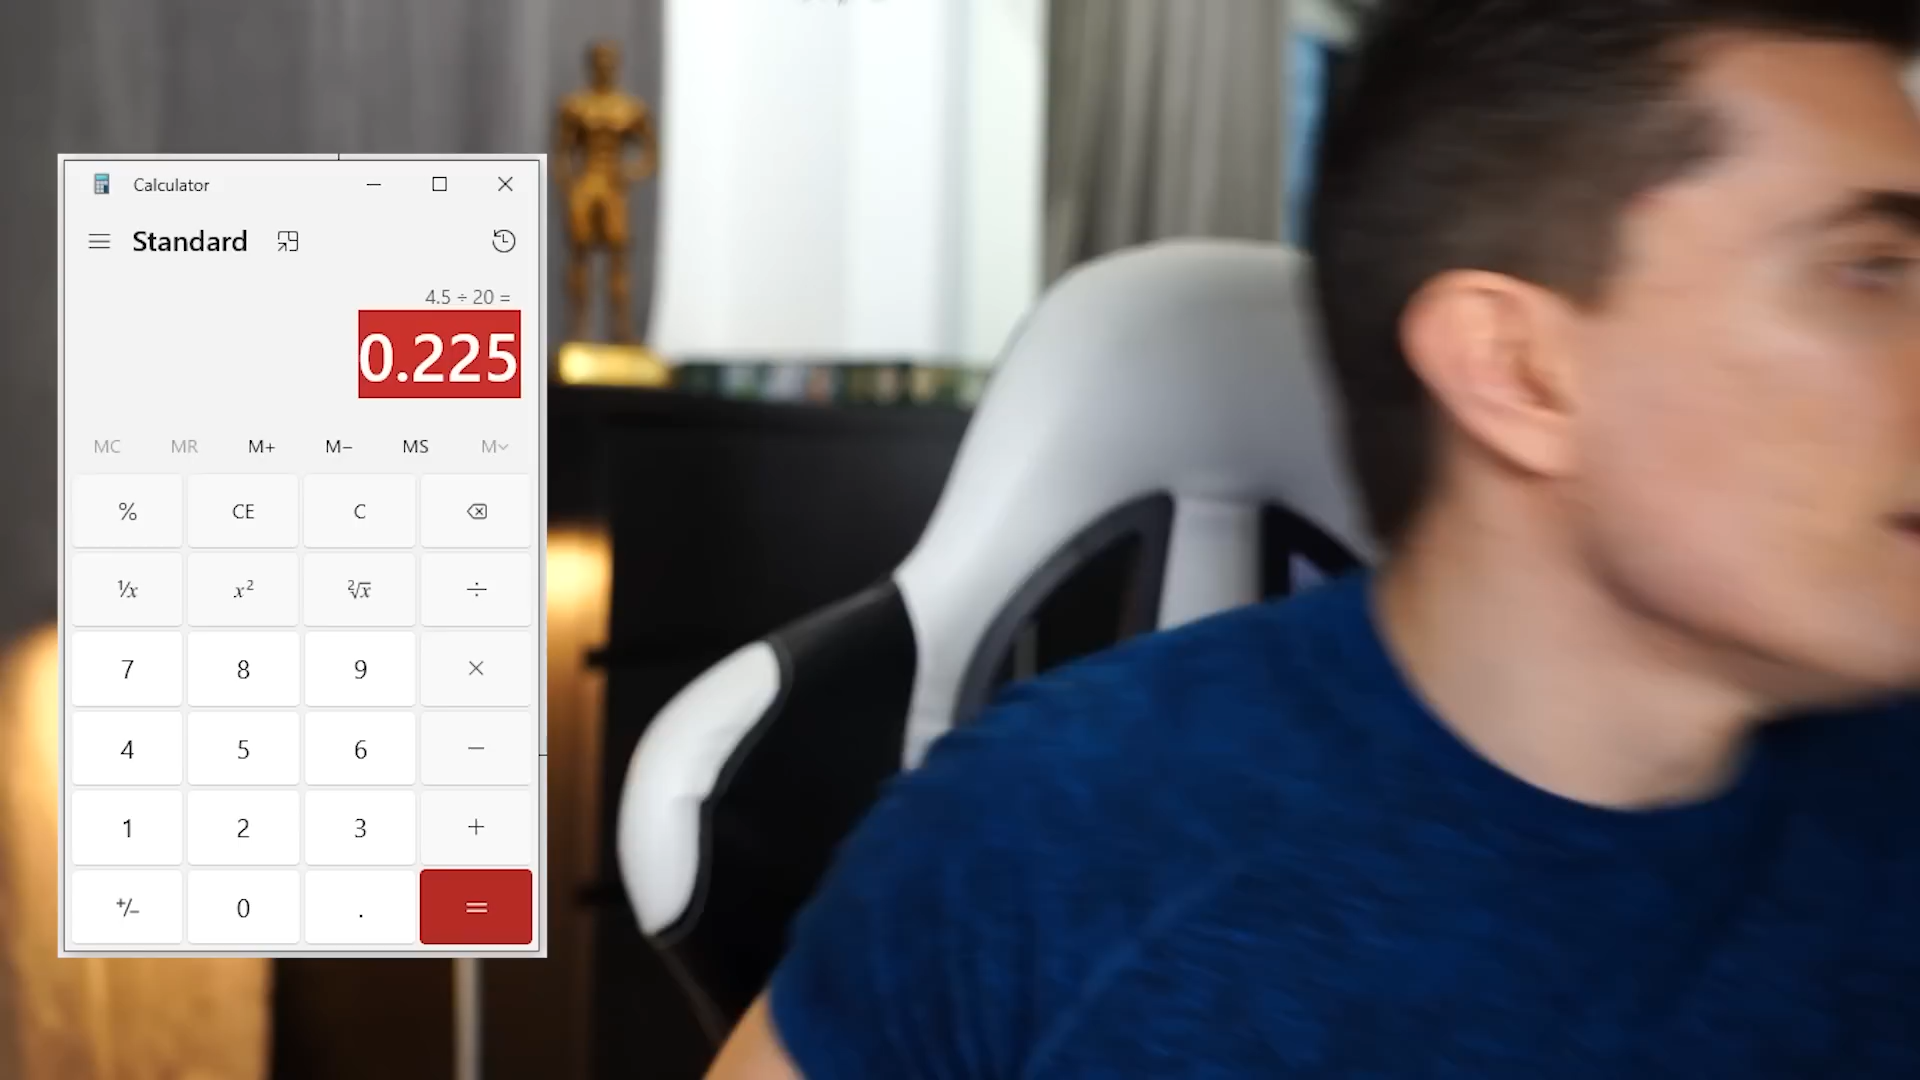 Calculator
Standard
4.5 ÷ 20 =
0.225
MC MR M+ M− MS M
% CE C
⅟x x² ²√x ÷
7 8 9 ×
4 5 6 −
1 2 3 +
+/− 0 . =